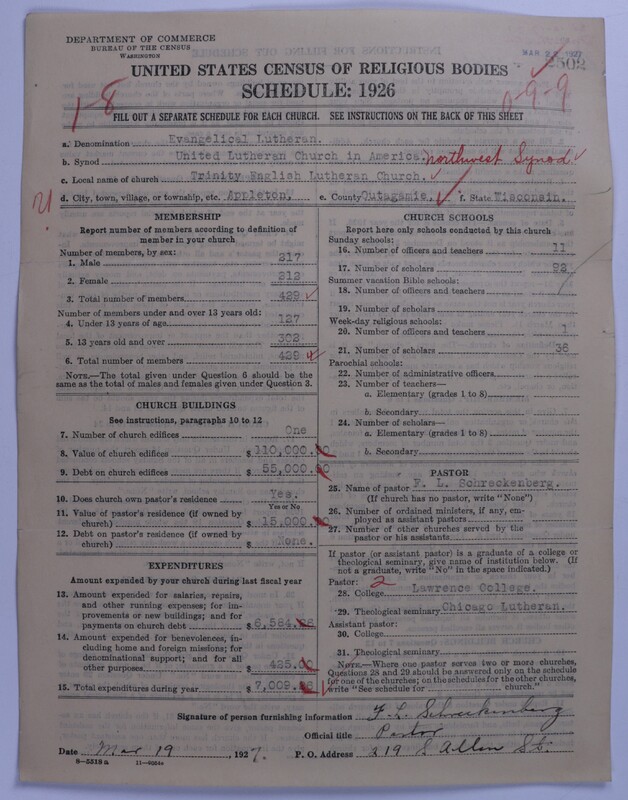 DEPARTMENT OF COMMERCE
BUREAU OF THE CENSUS
WASHINGTON
2502
UNITED STATES CENSUS OF RELIGIOUS BODIES
SCHEDULE: 1926
1-8
0-9-9
FILL OUT A SEPARATE SCHEDULE FOR EACH CHURCH. SEE INSTRUCTIONS ON THE BACK OF THIS SHEET
a. Denomination Evangelical Lutheran.
b. Synod United Lutheran Church in America. Northwest Synod
c. Local name of church Trinity English Lutheran Church.
d. City, town, village, or township, etc. Appleton, e. County Outagamie, f. State Wisconsin.
MEMBERSHIP
Report number of members according to definition of
member in your church
Number of members, by sex:
1. Male 217
2. Female 212
3. Total number of members 429
Number of members under and over 13 years old:
4. Under 13 years of age 127
5. 13 years old and over 302
6. Total number of members 429
NOTE.—The total given under Question 6 should be the
same as the total of males and females given under Question 3.
CHURCH BUILDINGS
See instructions, paragraphs 10 to 12
7. Number of church edifices One
8. Value of church edifices $ 110,000.00
9. Debt on church edifices $ 55,000.00
10. Does church own pastor's residence Yes.
Yes or No
11. Value of pastor's residence (if owned by
church) $ 15,000.00
12. Debt on pastor's residence (if owned by
church) $ None.
EXPENDITURES
Amount expended by your church during last fiscal year
13. Amount expended for salaries, repairs,
and other running expenses; for im-
provements or new buildings; and for
payments on church debt $ 6,584.
14. Amount expended for benevolences, in-
cluding home and foreign missions; for
denominational support; and for all
other purposes $ 425.00
15. Total expenditures during year $ 7,009.
CHURCH SCHOOLS
Report here only schools conducted by this church
Sunday schools:
16. Number of officers and teachers 11
17. Number of scholars 92
Summer vacation Bible schools:
18. Number of officers and teachers
19. Number of scholars
Week-day religious schools:
20. Number of officers and teachers 1
21. Number of scholars 36
Parochial schools:
22. Number of administrative officers
23. Number of teachers—
a. Elementary (grades 1 to 8)
b. Secondary
24. Number of scholars—
a. Elementary (grades 1 to 8)
b. Secondary
PASTOR
25. Name of pastor F. L. Schreckenberg.
(If church has no pastor, write "None")
26. Number of ordained ministers, if any, em-
ployed as assistant pastors
27. Number of other churches served by the
pastor or his assistants
If pastor (or assistant pastor) is a graduate of a college or
theological seminary, give name of institution below. (If
not a graduate, write "No" in the space indicated.)
Pastor: 2
28. College Lawrence College.
29. Theological seminary Chicago Lutheran.
Assistant pastor:
30. College
31. Theological seminary
NOTE.—Where one pastor serves two or more churches,
Questions 28 and 29 should be answered only on the schedule
for one of the churches; on the schedules for the other churches,
write "See schedule for church."
Signature of person furnishing information F. L. Schreckenberg
Official title Pastor
Date Mar 19, 1927. P. O. Address 219 S Allen St.
8—5519a